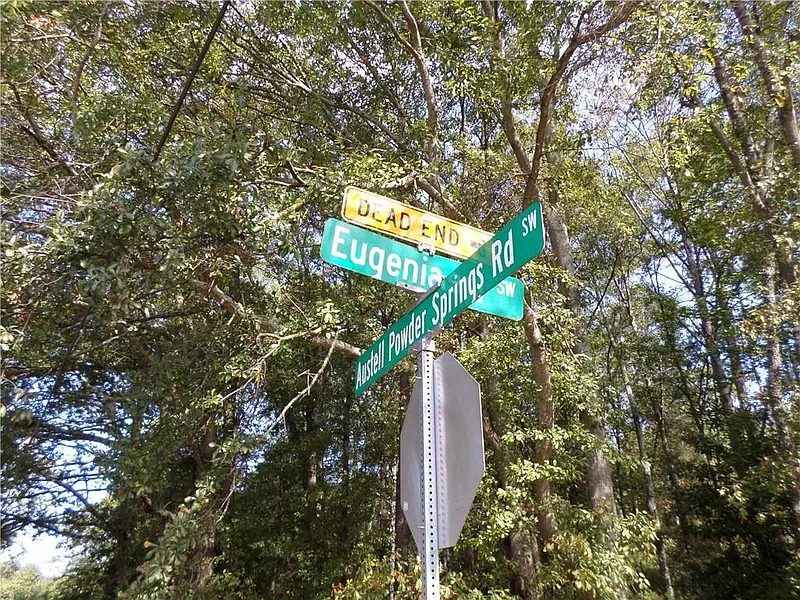 DEAD END
Eugenia SW
Austell Powder Springs Rd SW